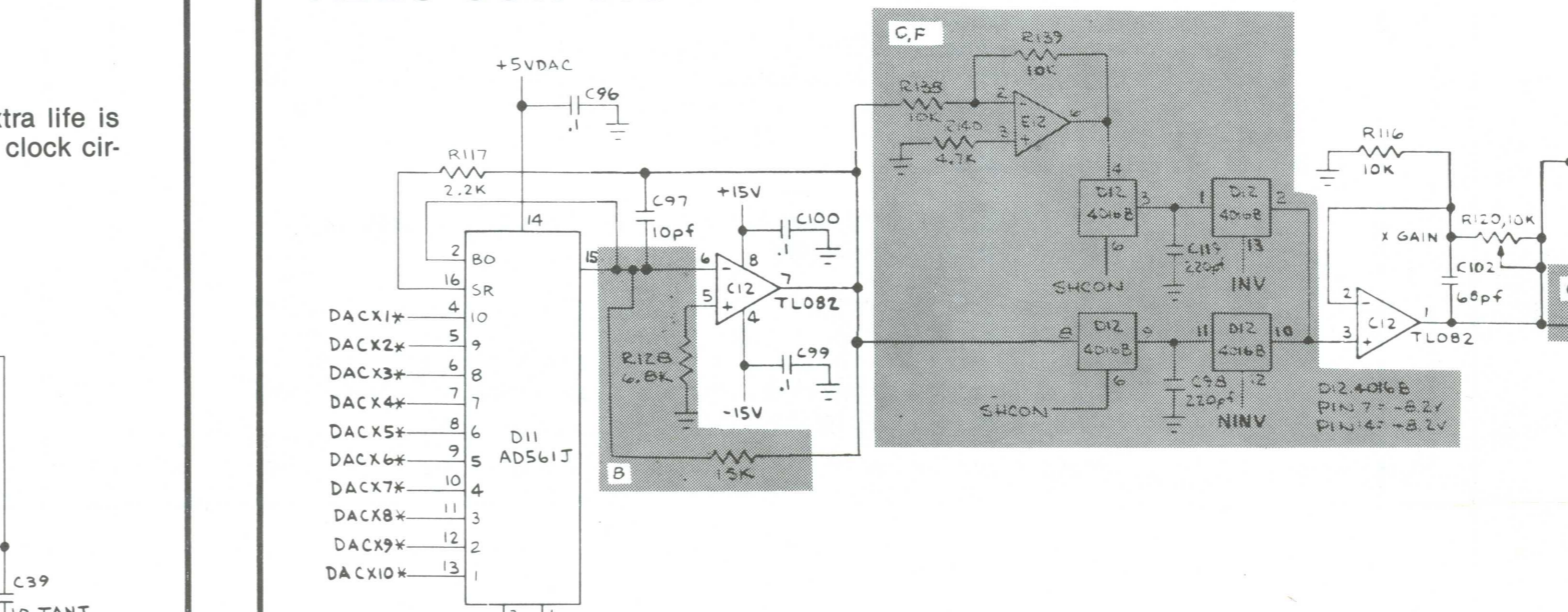 xtra life is
clock cir-
C39
C,F
R139
10K
+5VDAC
C96
.1
R138
10K
2
-
E12
6
3
+
4.7K
R116
10K
R117
2.2K
4
+15V
C97
10pf
C100
.1
D12
4016B
3
1
D12
4016B
2
R120, 10K
X GAIN
14
2
BO
15
6
-
8
7
C12
TL082
5
+
4
6
C119
220pf
13
C102
68pf
16
SR
SHCON
INV
2
-
C12
1
TL082
3
+
DACX1*
4
10
DACX2*
5
9
DACX3*
6
8
DACX4*
7
7
DACX5*
8
6
DACX6*
9
5
DACX7*
10
4
DACX8*
11
3
DACX9*
12
2
DACX10*
13
1
D11
AD561J
R128
6.8K
C99
.1
-15V
8
D12
4016B
9
11
D12
4016B
10
6
C98
220pf
12
SHCON
NINV
D12.4016B
PIN 7 = -8.2V
PIN 14 = +8.2V
B
15K